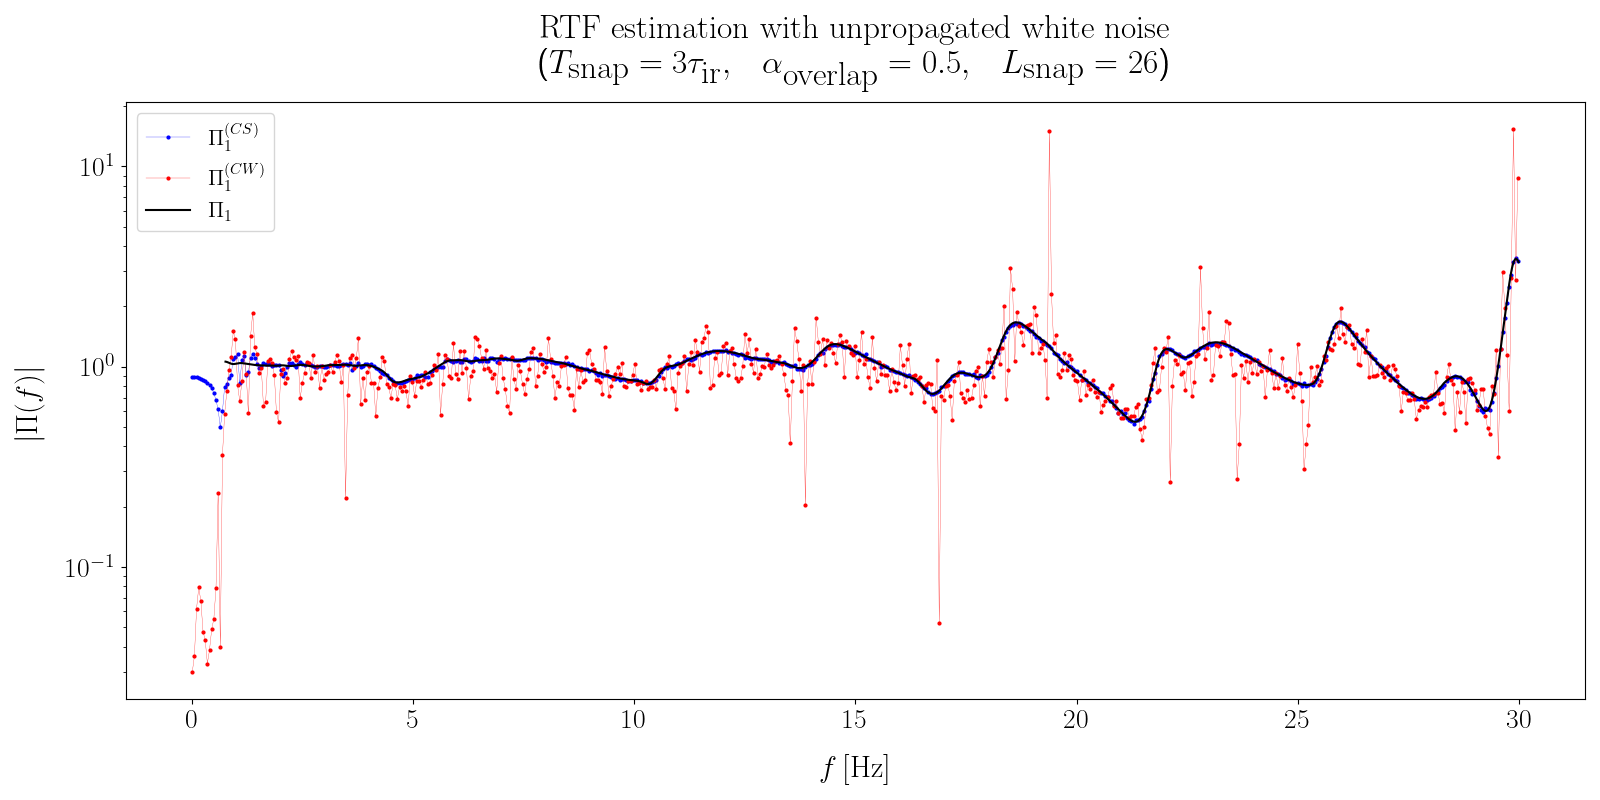 RTF estimation with unpropagated white noise
(T_snap = 3τ_ir, α_overlap = 0.5, L_snap = 26)
Π_1^(CS)
Π_1^(CW)
Π_1
|Π(f)|
10^1
10^0
10^−1
0 5 10 15 20 25 30
f [Hz]